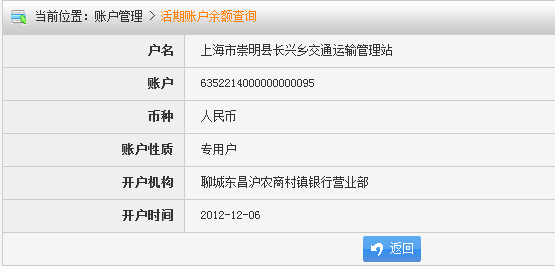 当前位置：账户管理 > 活期账户余额查询
户名 上海市崇明县长兴乡交通运输管理站
账户 6352214000000000095
币种 人民币
账户性质 专用户
开户机构 聊城东昌沪农商村镇银行营业部
开户时间 2012-12-06
返回